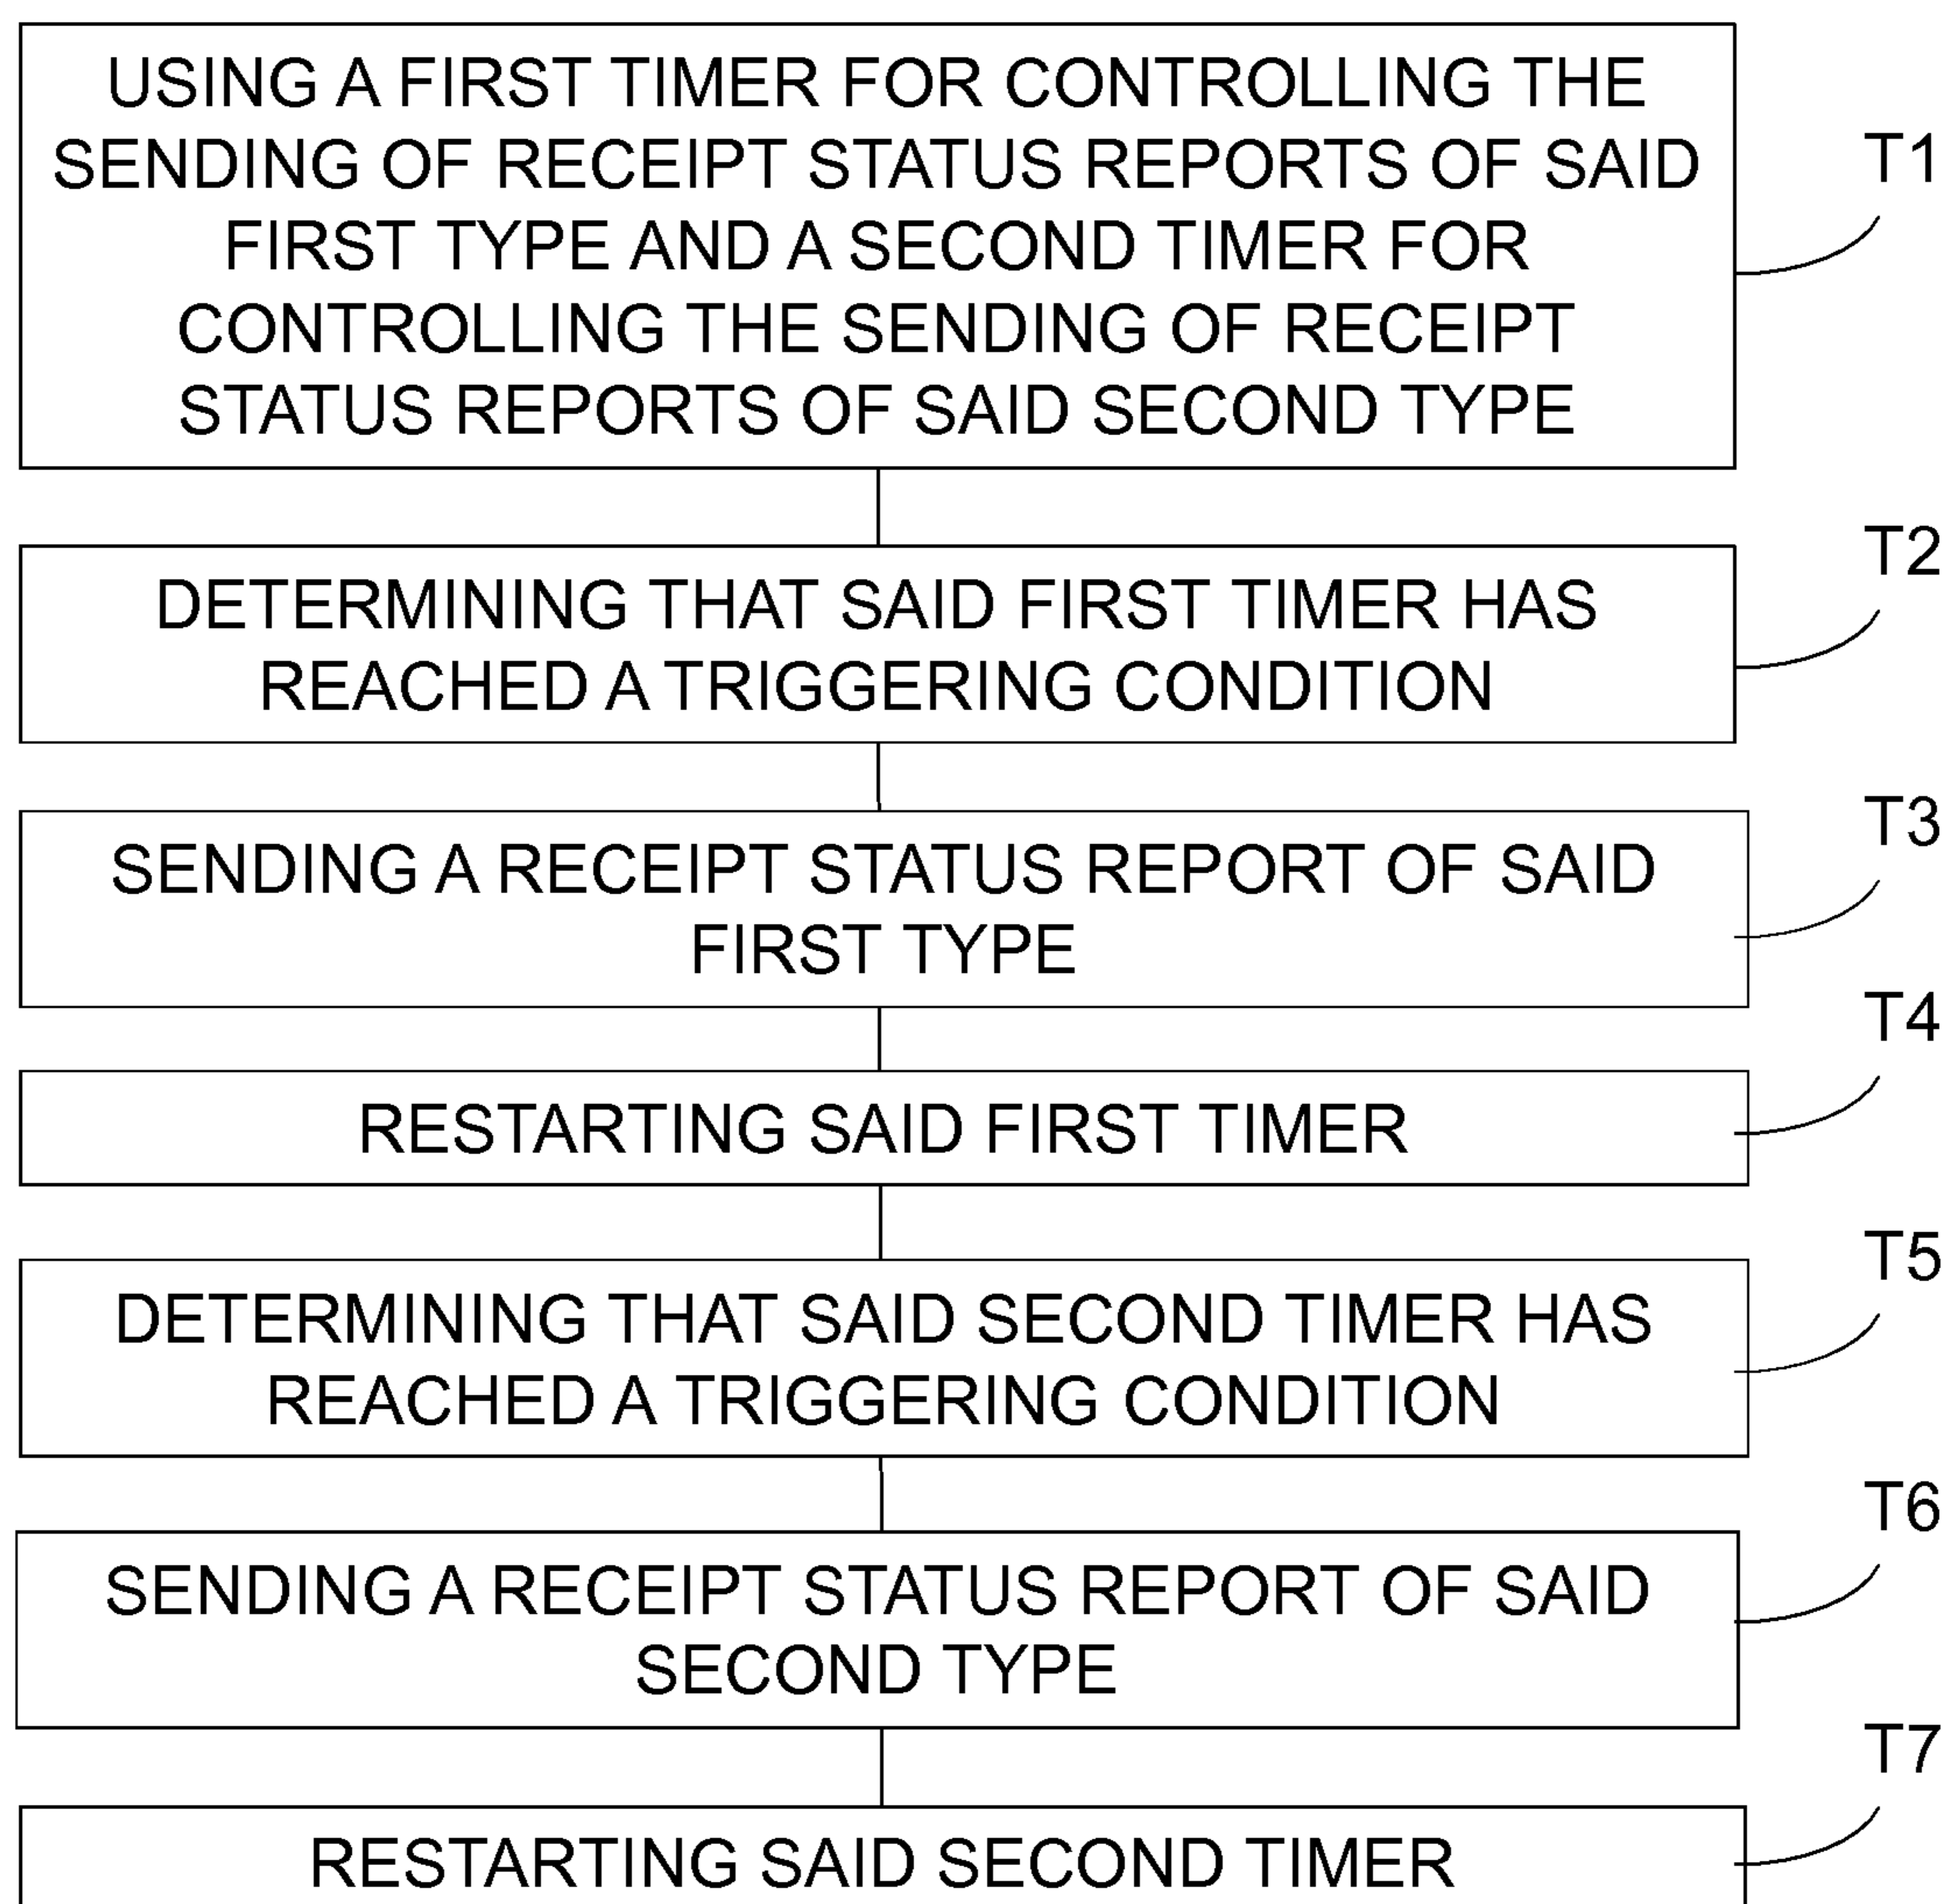 USING A FIRST TIMER FOR CONTROLLING THE
SENDING OF RECEIPT STATUS REPORTS OF SAID
FIRST TYPE AND A SECOND TIMER FOR
CONTROLLING THE SENDING OF RECEIPT
STATUS REPORTS OF SAID SECOND TYPE
T1
DETERMINING THAT SAID FIRST TIMER HAS
REACHED A TRIGGERING CONDITION
T2
SENDING A RECEIPT STATUS REPORT OF SAID
FIRST TYPE
T3
RESTARTING SAID FIRST TIMER
T4
DETERMINING THAT SAID SECOND TIMER HAS
REACHED A TRIGGERING CONDITION
T5
SENDING A RECEIPT STATUS REPORT OF SAID
SECOND TYPE
T6
RESTARTING SAID SECOND TIMER
T7